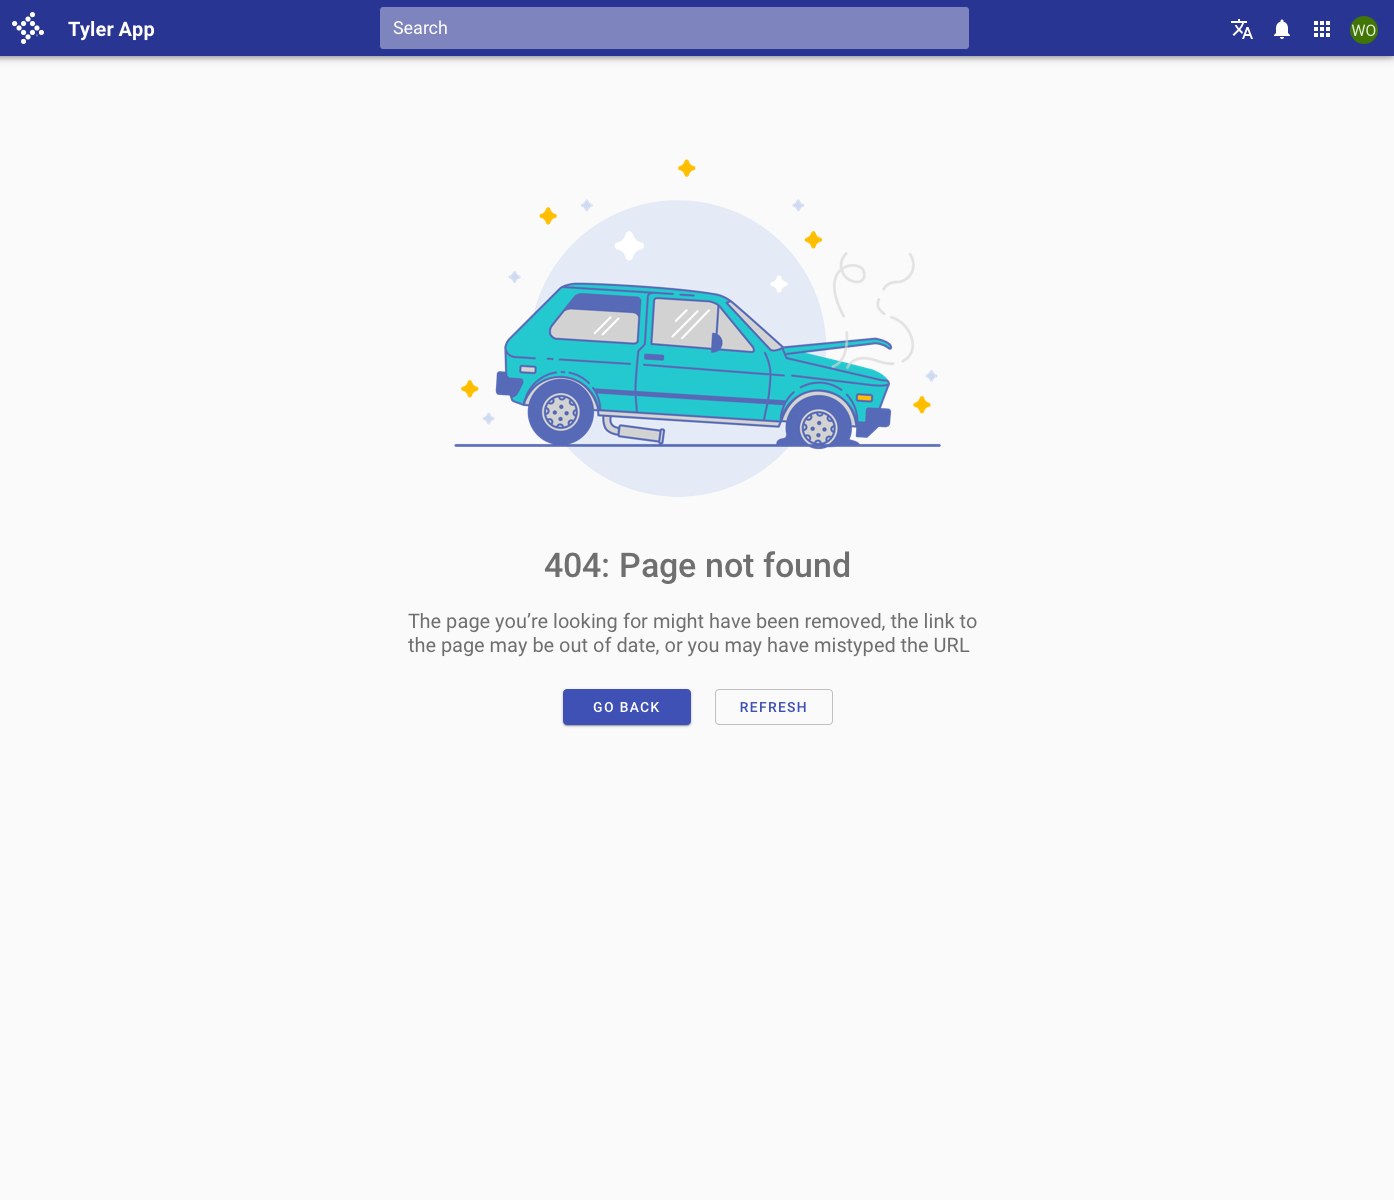 Tyler App
Search
WO
404: Page not found
The page you’re looking for might have been removed, the link to
the page may be out of date, or you may have mistyped the URL
GO BACK
REFRESH